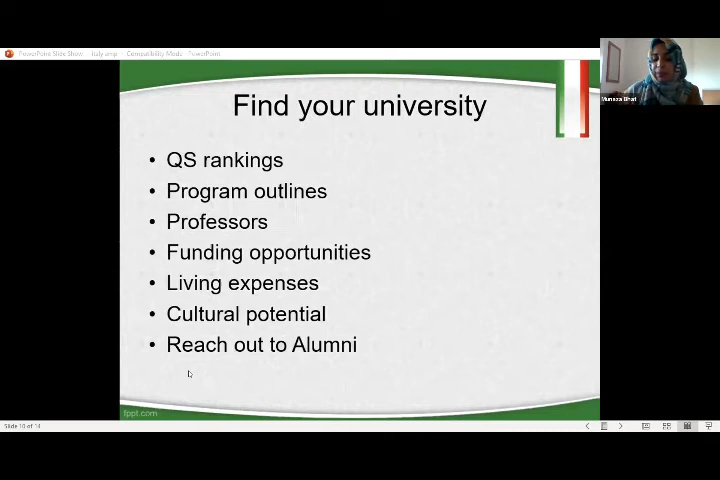 PowerPoint Slide Show - Italy amp - Compatibility Mode - PowerPoint
Munaza Bhat
Find your university
• QS rankings
• Program outlines
• Professors
• Funding opportunities
• Living expenses
• Cultural potential
• Reach out to Alumni
fppt.com
Slide 10 of 14